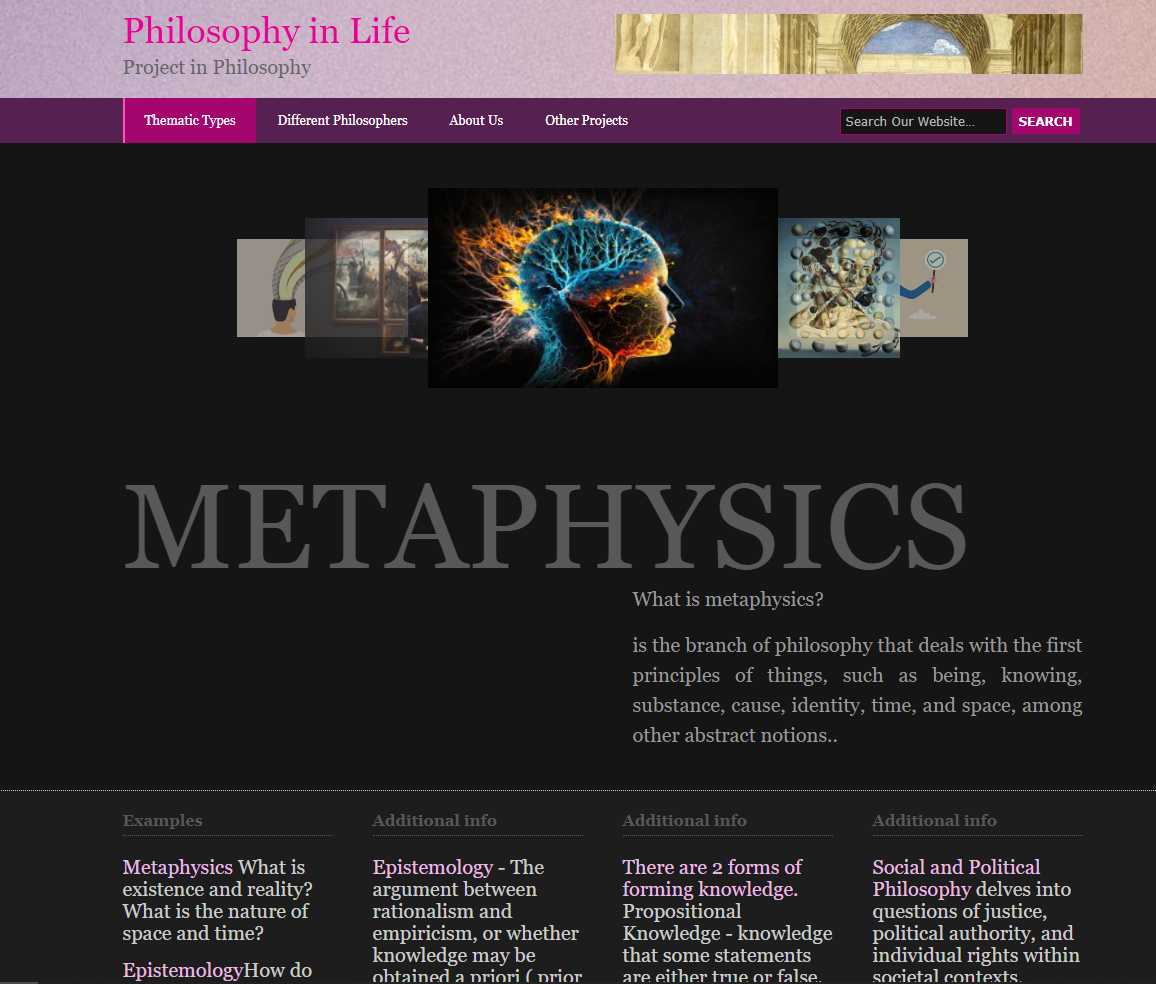 Philosophy in Life
Project in Philosophy
Thematic Types
Different Philosophers
About Us
Other Projects
Search Our Website...
SEARCH
METAPHYSICS
What is metaphysics?
is the branch of philosophy that deals with the first
principles of things, such as being, knowing,
substance, cause, identity, time, and space, among
other abstract notions..
Examples
Metaphysics What is
existence and reality?
What is the nature of
space and time?
EpistemologyHow do
Additional info
Epistemology - The
argument between
rationalism and
empiricism, or whether
knowledge may be
obtained a priori ( prior
Additional info
There are 2 forms of
forming knowledge.
Propositional
Knowledge - knowledge
that some statements
are either true or false.
Additional info
Social and Political
Philosophy delves into
questions of justice,
political authority, and
individual rights within
societal contexts.